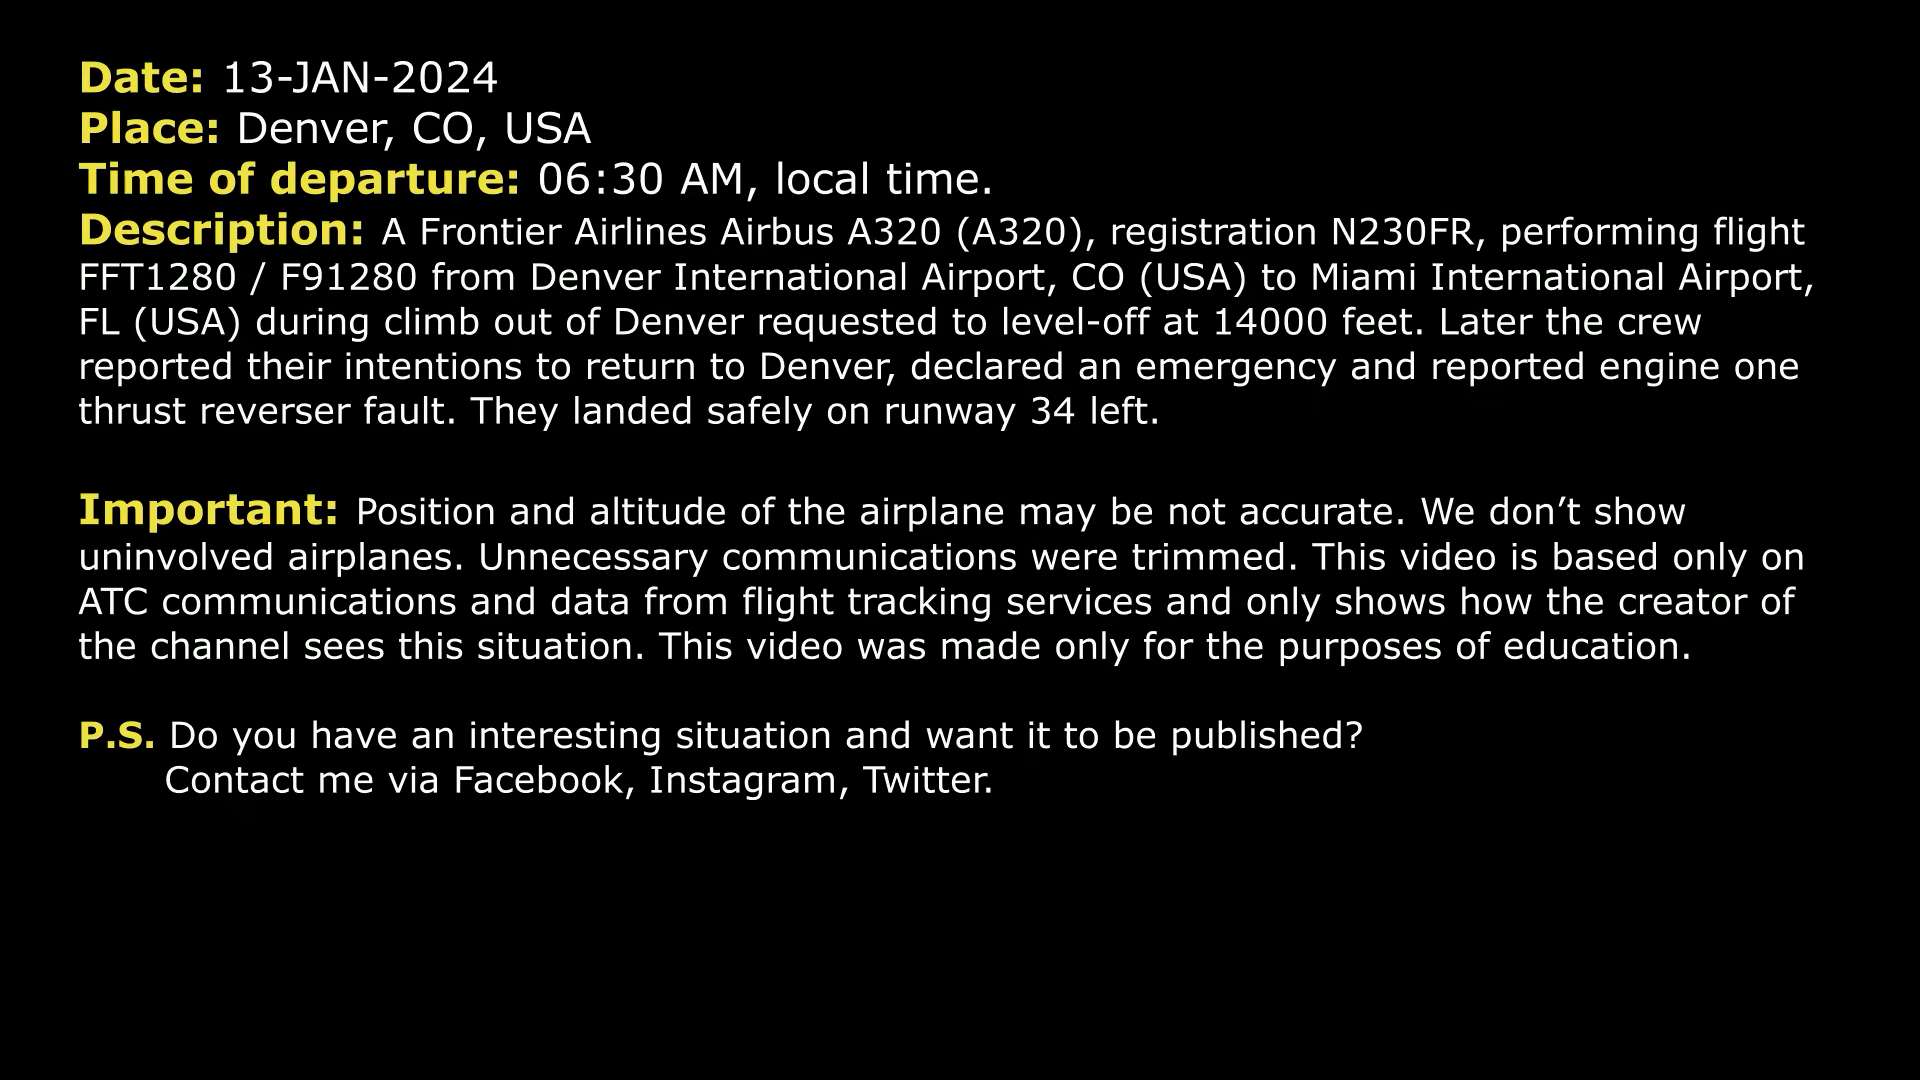 Date: 13-JAN-2024
Place: Denver, CO, USA
Time of departure: 06:30 AM, local time.
Description: A Frontier Airlines Airbus A320 (A320), registration N230FR, performing flight
FFT1280 / F91280 from Denver International Airport, CO (USA) to Miami International Airport,
FL (USA) during climb out of Denver requested to level-off at 14000 feet. Later the crew
reported their intentions to return to Denver, declared an emergency and reported engine one
thrust reverser fault. They landed safely on runway 34 left.
Important: Position and altitude of the airplane may be not accurate. We don’t show
uninvolved airplanes. Unnecessary communications were trimmed. This video is based only on
ATC communications and data from flight tracking services and only shows how the creator of
the channel sees this situation. This video was made only for the purposes of education.
P.S. Do you have an interesting situation and want it to be published?
Contact me via Facebook, Instagram, Twitter.